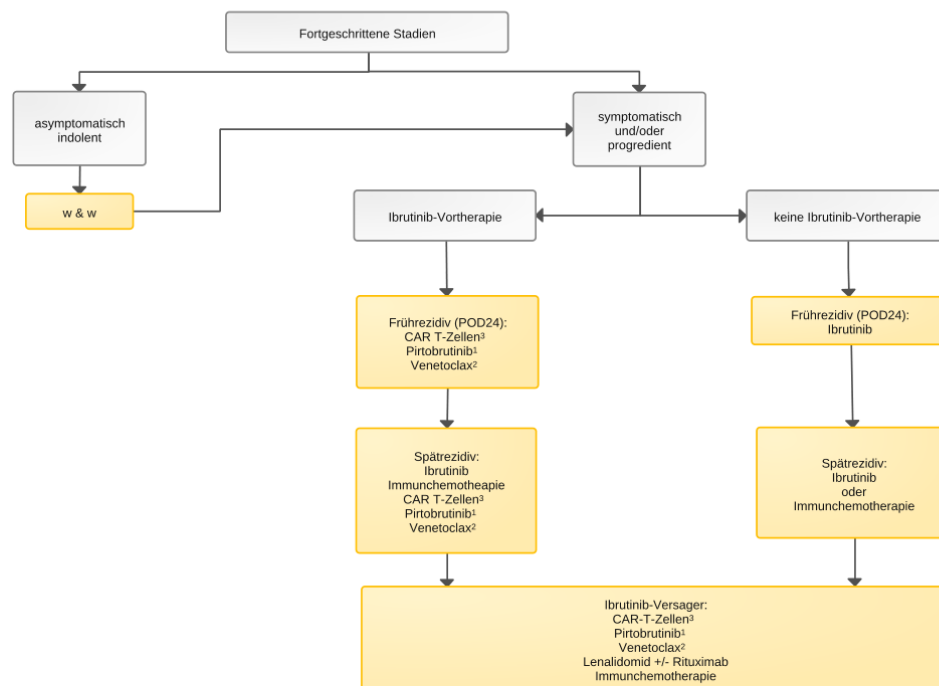 Fortgeschrittene Stadien
asymptomatisch
indolent
symptomatisch
und/oder
progredient
w & w
Ibrutinib-Vortherapie
keine Ibrutinib-Vortherapie
Frührezidiv (POD24):
CAR T-Zellen³
Pirtobrutinib¹
Venetoclax²
Frührezidiv (POD24):
Ibrutinib
Spätrezidiv:
Ibrutinib
Immunchemotheapie
CAR T-Zellen³
Pirtobrutinib¹
Venetoclax²
Spätrezidiv:
Ibrutinib
oder
Immunchemotherapie
Ibrutinib-Versager:
CAR-T-Zellen³
Pirtobrutinib¹
Venetoclax²
Lenalidomid +/- Rituximab
Immunchemotherapie